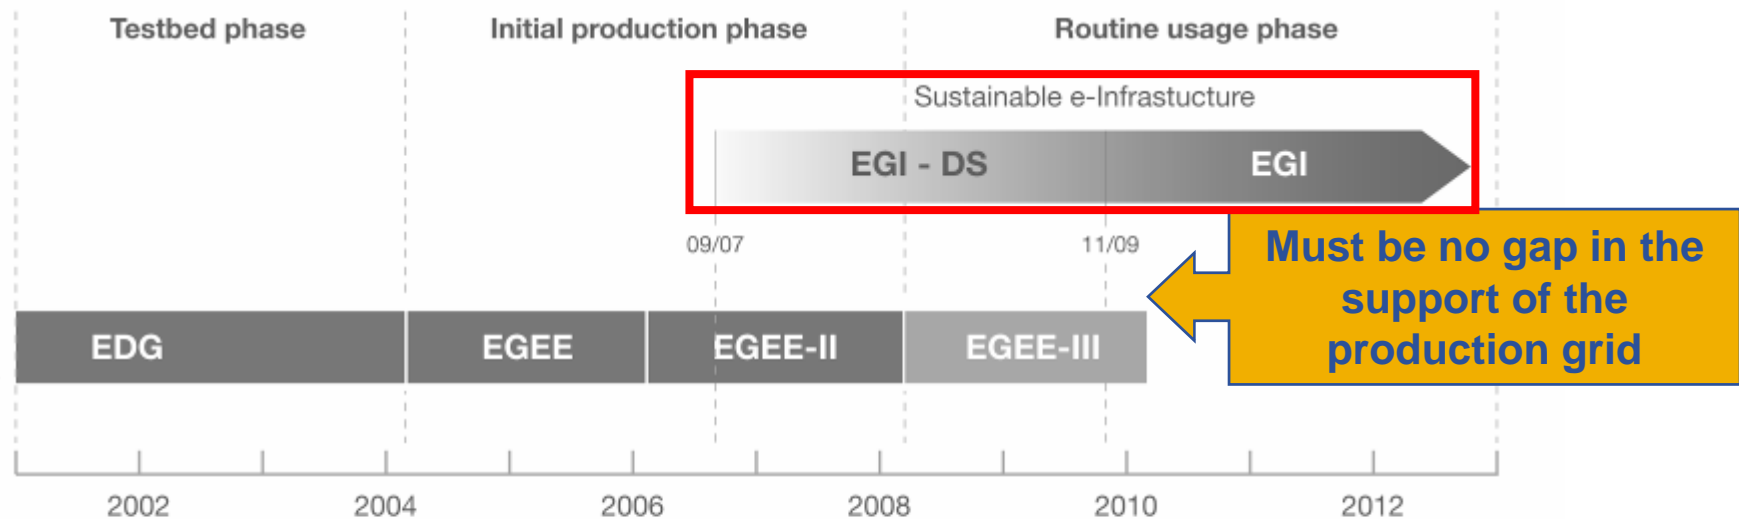 Testbed phase
Initial production phase
Routine usage phase
Sustainable e-Infrastucture
EGI - DS
EGI
09/07
11/09
Must be no gap in the
support of the
production grid
EDG
EGEE
EGEE-II
EGEE-III
2002
2004
2006
2008
2010
2012